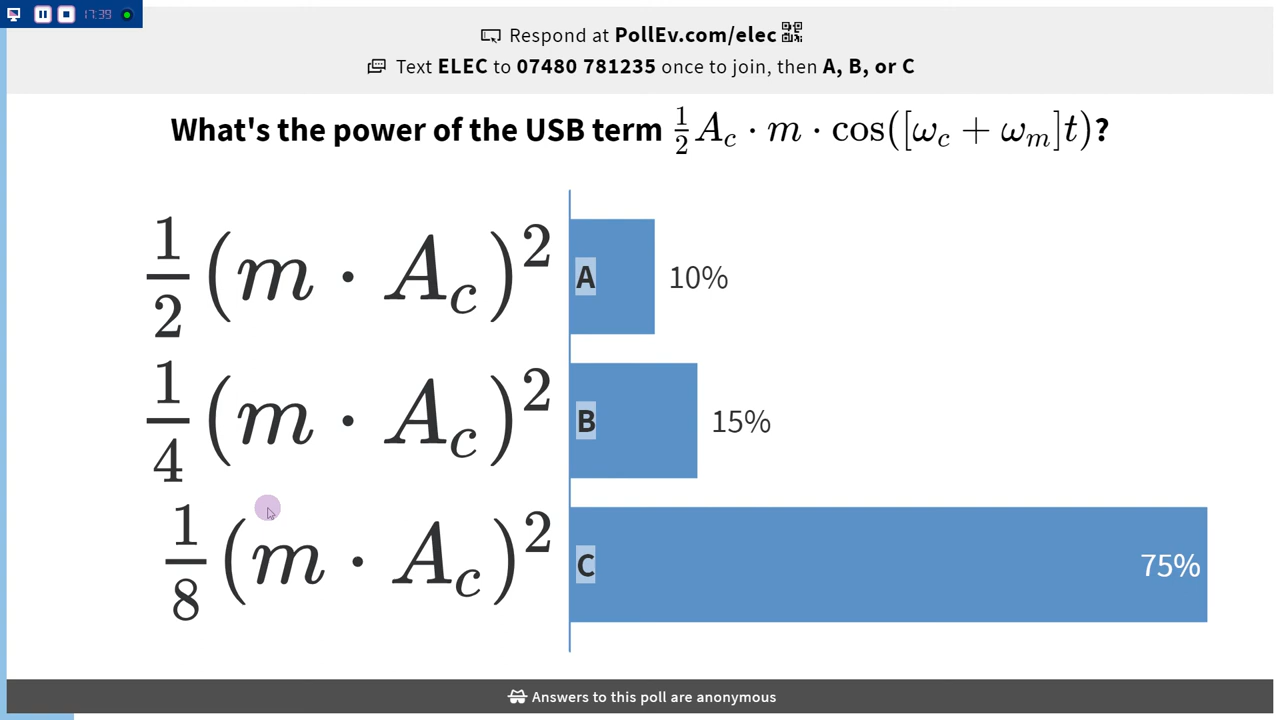 17:39
Respond at PollEv.com/elec
Text ELEC to 07480 781235 once to join, then A, B, or C
What's the power of the USB term ½A_c · m · cos([ω_c + ω_m]t)?
1/2 (m · A_c)² A 10%
1/4 (m · A_c)² B 15%
1/8 (m · A_c)² C 75%
Answers to this poll are anonymous